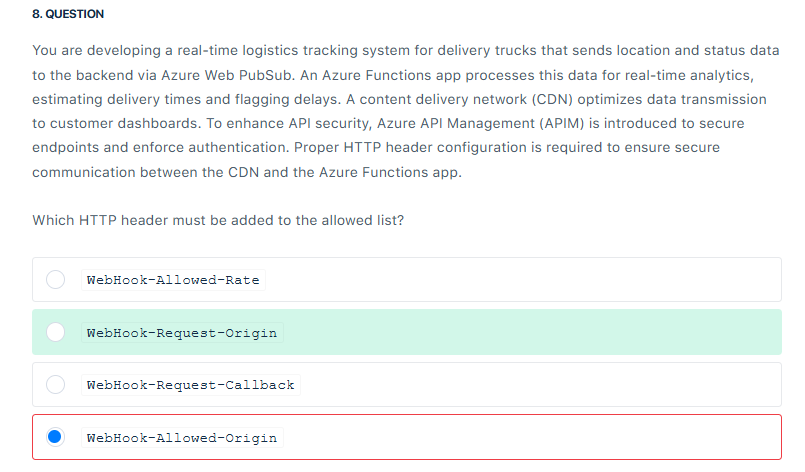 8. QUESTION
You are developing a real-time logistics tracking system for delivery trucks that sends location and status data
to the backend via Azure Web PubSub. An Azure Functions app processes this data for real-time analytics,
estimating delivery times and flagging delays. A content delivery network (CDN) optimizes data transmission
to customer dashboards. To enhance API security, Azure API Management (APIM) is introduced to secure
endpoints and enforce authentication. Proper HTTP header configuration is required to ensure secure
communication between the CDN and the Azure Functions app.
Which HTTP header must be added to the allowed list?
WebHook-Allowed-Rate
WebHook-Request-Origin
WebHook-Request-Callback
WebHook-Allowed-Origin